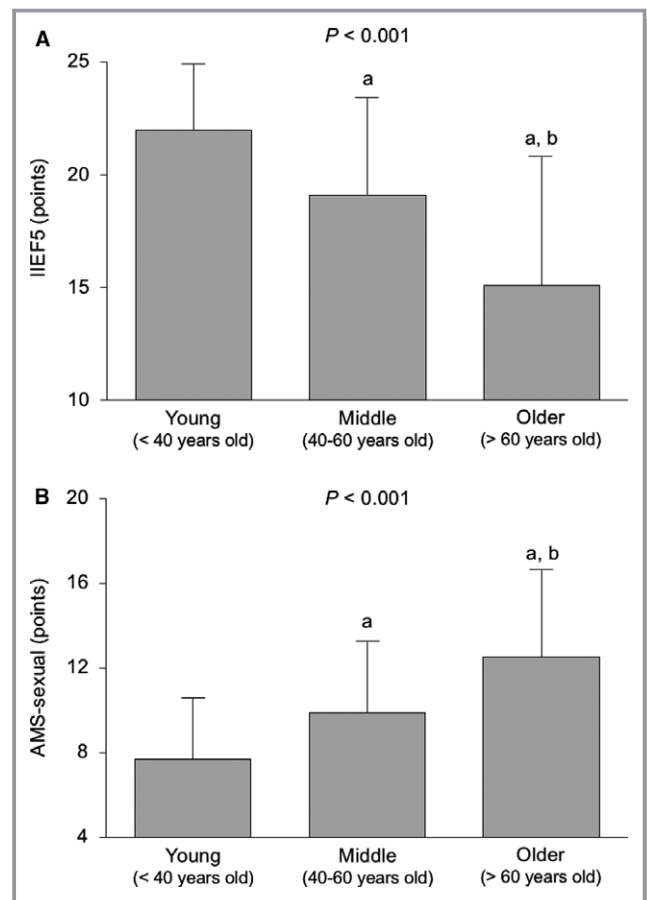 A
P < 0.001
25
20
15
10
IIEF5 (points)
a
a, b
Young
(< 40 years old)
Middle
(40-60 years old)
Older
(> 60 years old)
B
P < 0.001
20
16
12
8
4
AMS-sexual (points)
a
a, b
Young
(< 40 years old)
Middle
(40-60 years old)
Older
(> 60 years old)